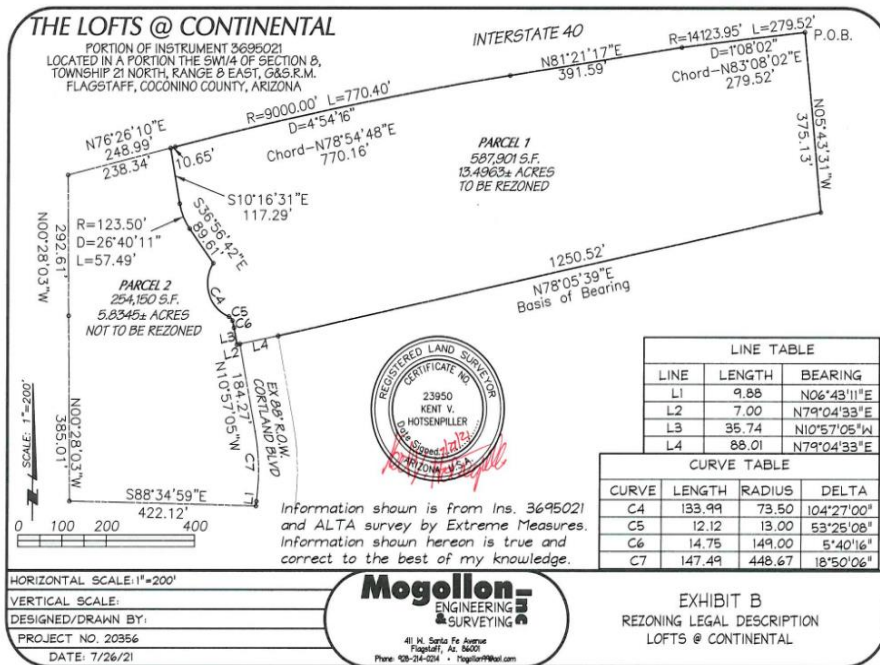 THE LOFTS @ CONTINENTAL
PORTION OF INSTRUMENT 3695021
LOCATED IN A PORTION THE SW1/4 OF SECTION 8,
TOWNSHIP 21 NORTH, RANGE 8 EAST, G&S.R.M.
FLAGSTAFF, COCONINO COUNTY, ARIZONA
INTERSTATE 40
R=14123.95' L=279.52'
D=1°08'02"
Chord-N83°08'02"E
279.52'
P.O.B.
N81°21'17"E
391.59'
R=9000.00' L=770.40'
D=4°54'16"
Chord-N78°54'48"E
770.16'
N76°26'10"E
248.99'
238.34'
10.65'
PARCEL 1
587,901 S.F.
13.4963± ACRES
TO BE REZONED
N05°43'31"W
375.13'
S10°16'31"E
117.29'
S36°56'42"E
89.61'
R=123.50'
D=26°40'11"
L=57.49'
N00°28'03"W
292.61'
PARCEL 2
254,150 S.F.
5.8345± ACRES
NOT TO BE REZONED
C4
C5
C6
L3
L2
L4
1250.52'
N78°05'39"E
Basis of Bearing
184.27'
N10°57'05"W
EX 88' R.O.W.
CORTLAND BLVD
C7
L1
N00°28'03"W
385.01'
S88°34'59"E
422.12'
SCALE: 1"=200'
0 100 200 400
REGISTERED LAND SURVEYOR
CERTIFICATE NO.
23950
KENT V.
HOTSENPILLER
Date Signed
ARIZONA, U.S.A.
Information shown is from Ins. 3695021
and ALTA survey by Extreme Measures.
Information shown hereon is true and
correct to the best of my knowledge.
LINE TABLE
LINE LENGTH BEARING
L1 9.88 N06°43'11"E
L2 7.00 N79°04'33"E
L3 35.74 N10°57'05"W
L4 88.01 N79°04'33"E
CURVE TABLE
CURVE LENGTH RADIUS DELTA
C4 133.99 73.50 104°27'00"
C5 12.12 13.00 53°25'08"
C6 14.75 149.00 5°40'16"
C7 147.49 448.67 18°50'06"
HORIZONTAL SCALE: 1"=200'
VERTICAL SCALE:
DESIGNED/DRAWN BY:
PROJECT NO. 20356
DATE: 7/26/21
Mogollon Inc
ENGINEERING
& SURVEYING
411 W. Santa Fe Avenue
Flagstaff, Az. 86001
Phone: 928-214-0214 • Mogollon99@aol.com
EXHIBIT B
REZONING LEGAL DESCRIPTION
LOFTS @ CONTINENTAL